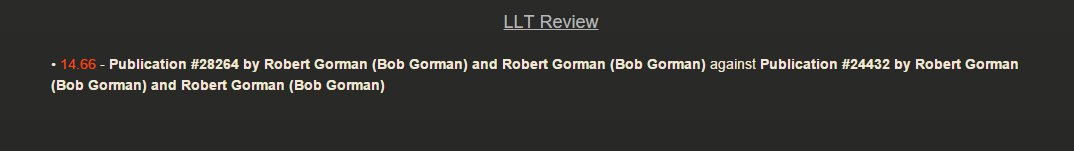 LLT Review
• 14.66 - Publication #28264 by Robert Gorman (Bob Gorman) and Robert Gorman (Bob Gorman) against Publication #24432 by Robert Gorman
(Bob Gorman) and Robert Gorman (Bob Gorman)